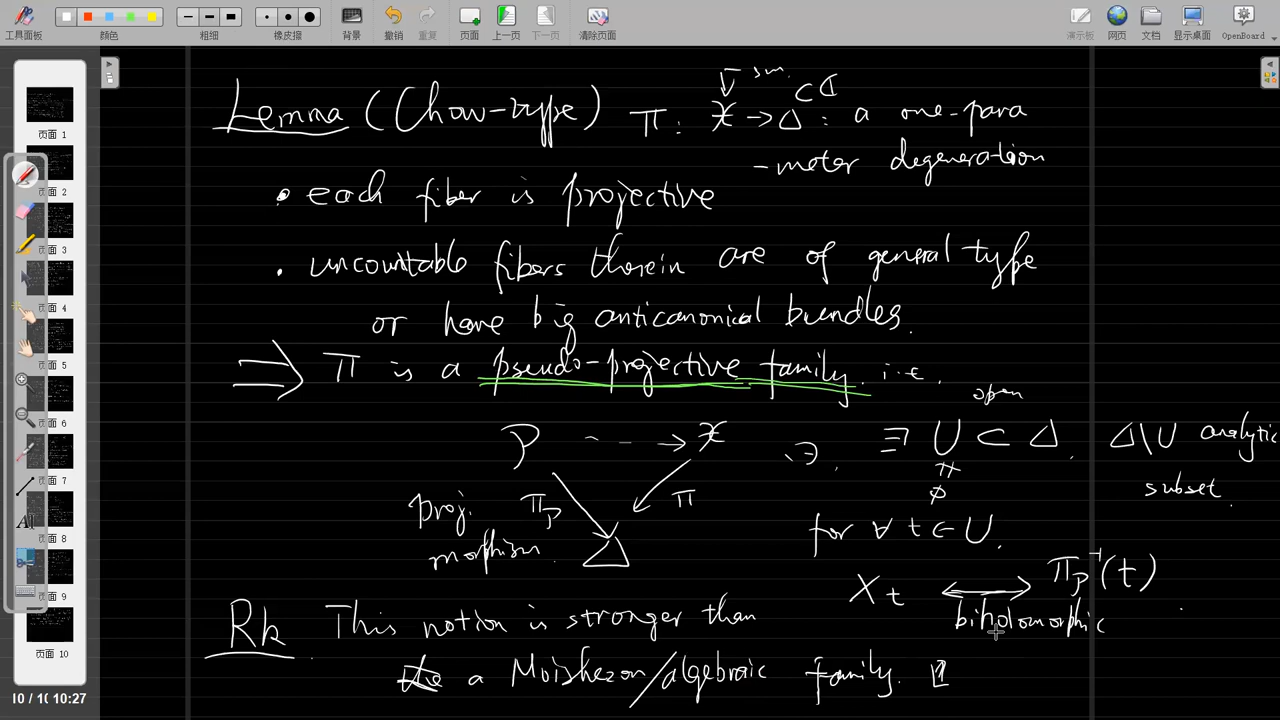 工具面板 颜色 粗细 橡皮擦 背景 撤销 重复 页面 上一页 下一页 清除页面 演示板 网页 文档 显示桌面 OpenBoard
页面 1
页面 2
页面 3
页面 4
页面 5
页面 6
页面 7
页面 8
页面 9
页面 10
10 / 10 10:27
sm.
Lemma (Chow-type) π: 𝒳 → Δ ⊂ ℂ : a one-para
-meter degeneration
• each fiber is projective
• uncountable fibers therein are of general type
or have big anticanonical bundles.
⇒ π is a pseudo-projective family. i.e.
open
P ⇢ 𝒳 ∃ U ⊂ Δ. Δ\U analytic
∅ subset.
proj. π_P π for ∀ t ∈ U.
morphism. Δ
X_t ↔ π_P^{-1}(t)
biholomorphic
Rk This notion is stronger than
a Moishezon/algebraic family.